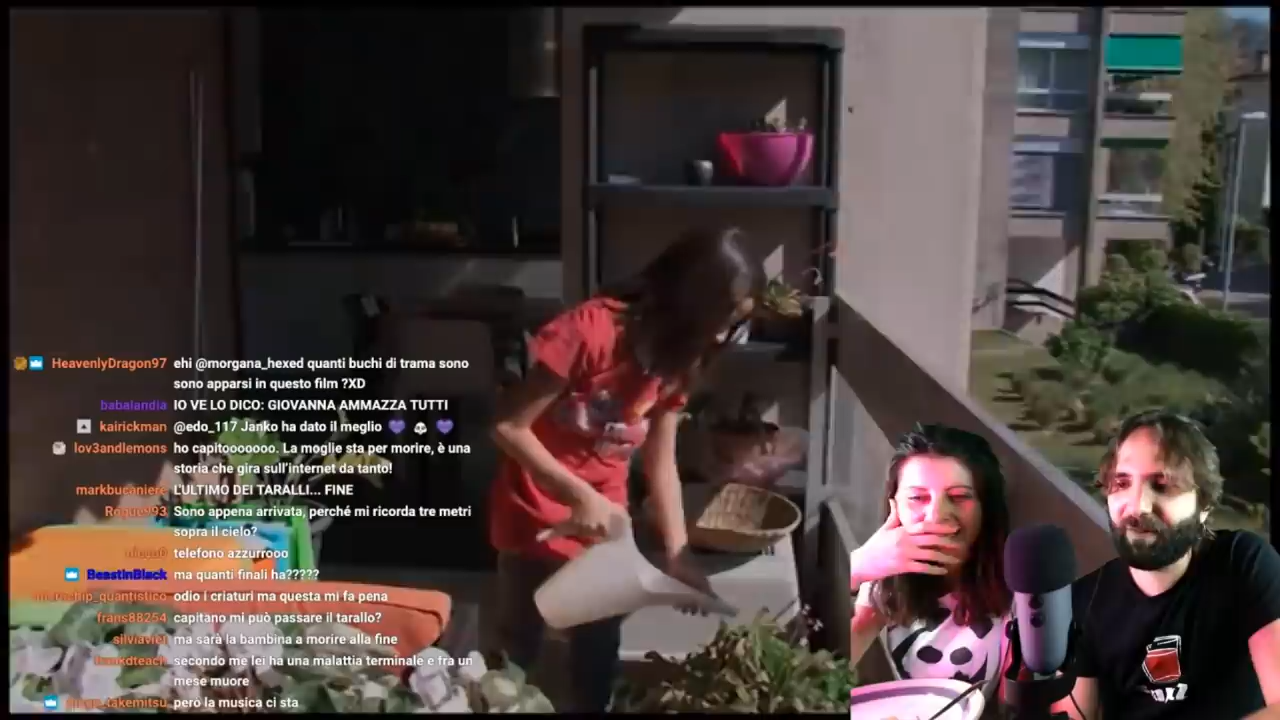 HeavenlyDragon97 ehi @morgana_hexed quanti buchi di trama sono
sono apparsi in questo film ?XD
babalandia IO VE LO DICO: GIOVANNA AMMAZZA TUTTI
kairickman @edo_117 Janko ha dato il meglio
lov3andlemons ho capitooooooo. La moglie sta per morire, è una
storia che gira sull'internet da tanto!
markbucaniere L'ULTIMO DEI TARALLI... FINE
Rogue993 Sono appena arrivata, perché mi ricorda tre metri
sopra il cielo?
telefono azzurrooo
BeastInBlack ma quanti finali ha?????
odio i criaturi ma questa mi fa pena
frans88254 capitano mi può passare il tarallo?
silviaviet ma sarà la bambina a morire alla fine
secondo me lei ha una malattia terminale e fra un
mese muore
però la musica ci sta